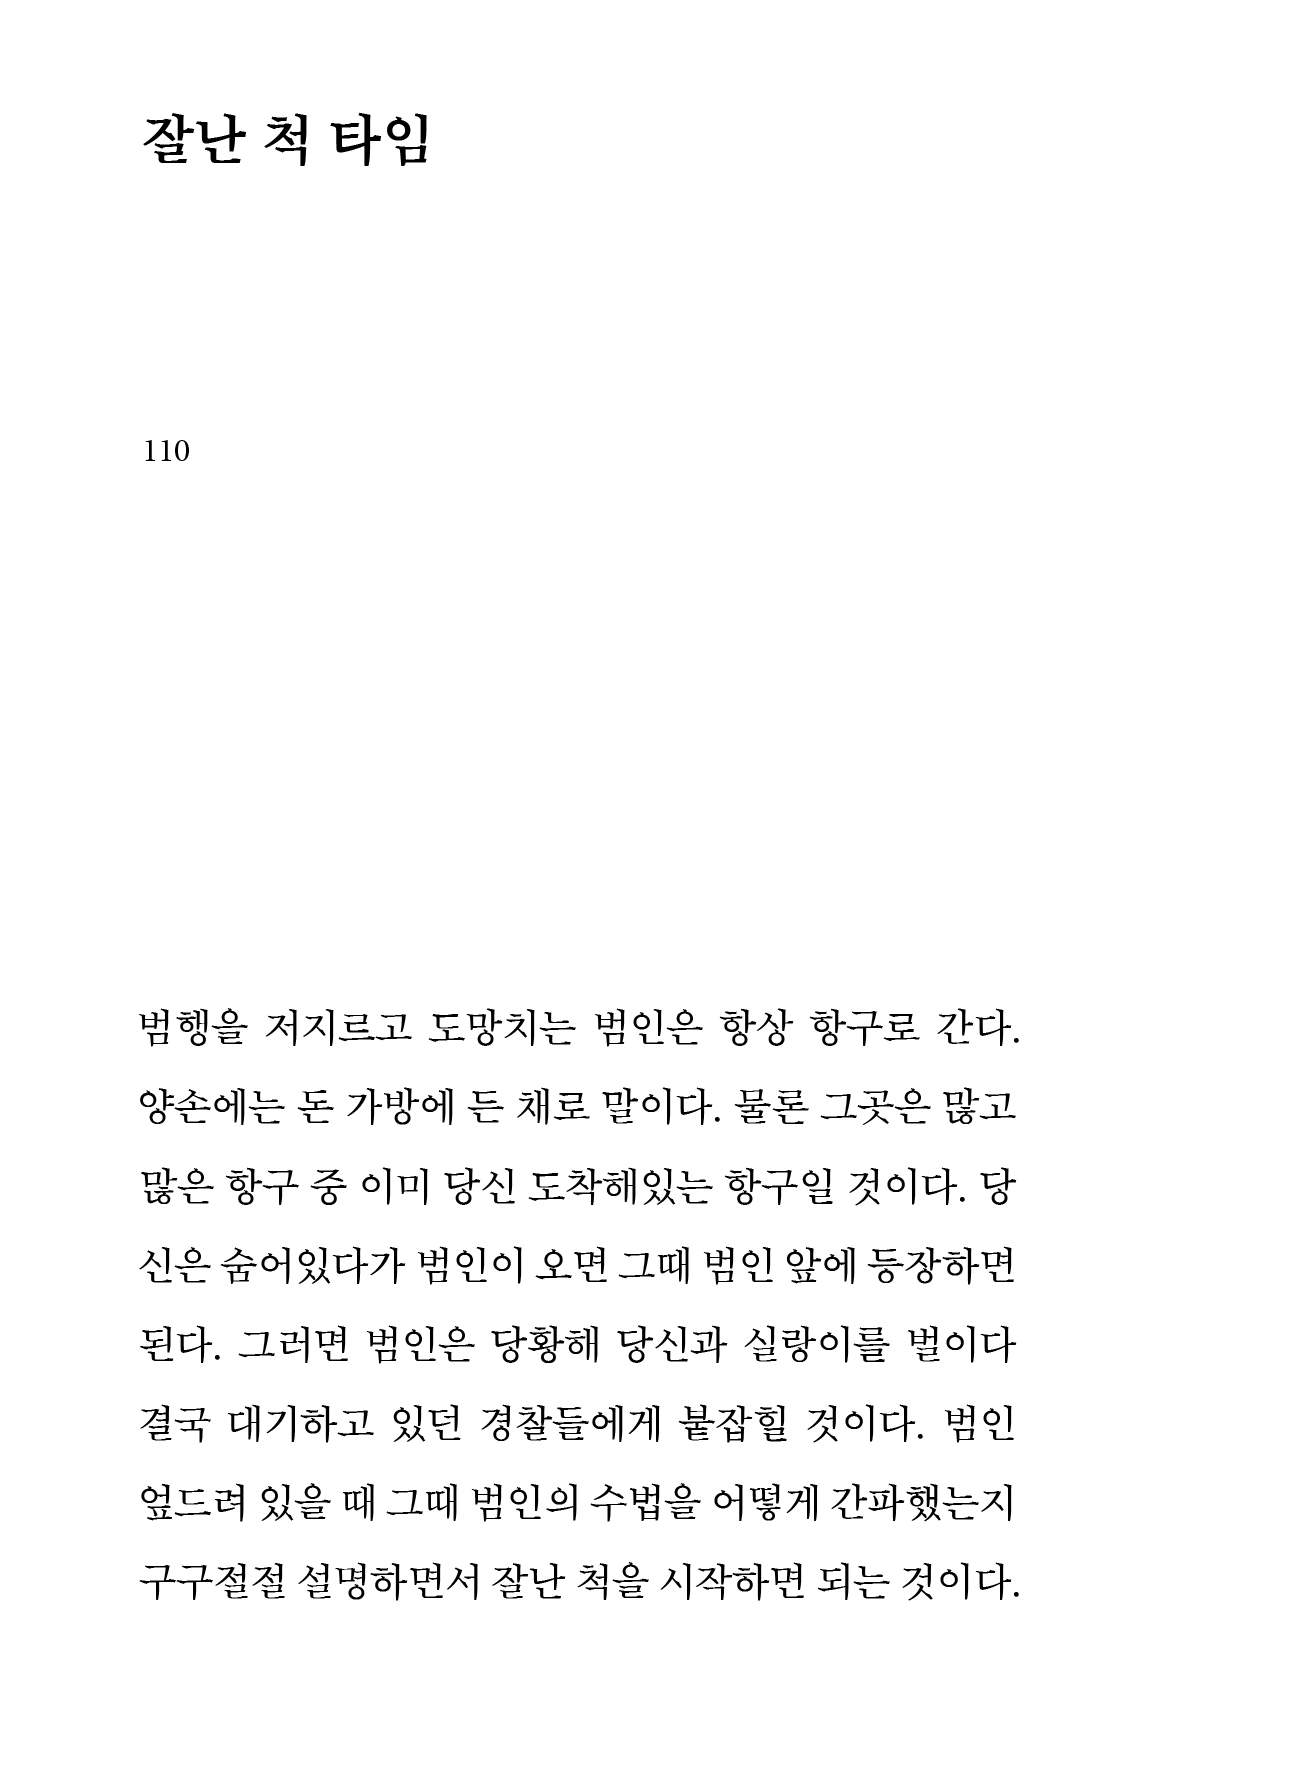 잘난 척 타임
110
범행을 저지르고 도망치는 범인은 항상 항구로 간다.
양손에는 돈 가방에 든 채로 말이다. 물론 그곳은 많고
많은 항구 중 이미 당신 도착해있는 항구일 것이다. 당
신은 숨어있다가 범인이 오면 그때 범인 앞에 등장하면
된다. 그러면 범인은 당황해 당신과 실랑이를 벌이다
결국 대기하고 있던 경찰들에게 붙잡힐 것이다. 범인
엎드려 있을 때 그때 범인의 수법을 어떻게 간파했는지
구구절절 설명하면서 잘난 척을 시작하면 되는 것이다.